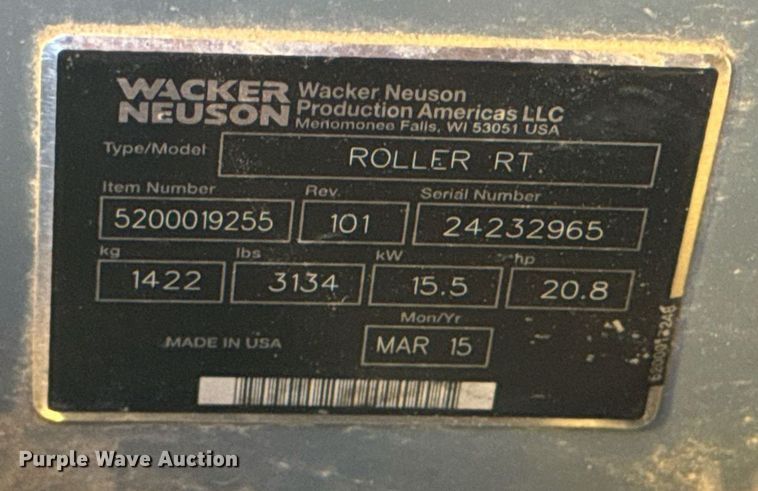 WACKER NEUSON
Wacker Neuson
Production Americas LLC
Menomonee Falls, WI 53051 USA
Type/Model ROLLER RT
Item Number Rev. Serial Number
5200019255 101 24232965
kg lbs kW hp
1422 3134 15.5 20.8
Mon/Yr
MADE IN USA MAR 15
Purple Wave Auction